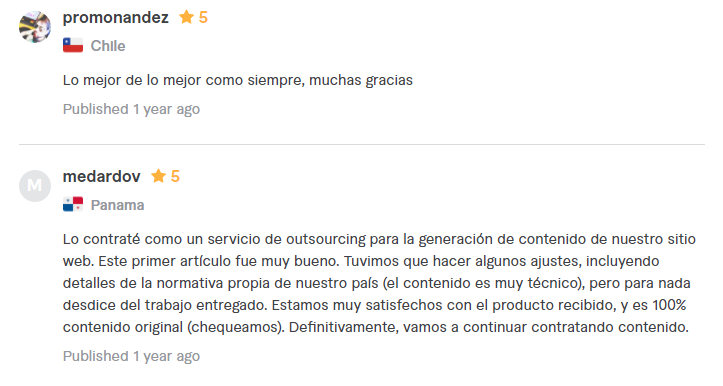 promonandez 5
Chile
Lo mejor de lo mejor como siempre, muchas gracias
Published 1 year ago
M
medardov 5
Panama
Lo contraté como un servicio de outsourcing para la generación de contenido de nuestro sitio
web. Este primer artículo fue muy bueno. Tuvimos que hacer algunos ajustes, incluyendo
detalles de la normativa propia de nuestro país (el contenido es muy técnico), pero para nada
desdice del trabajo entregado. Estamos muy satisfechos con el producto recibido, y es 100%
contenido original (chequeamos). Definitivamente, vamos a continuar contratando contenido.
Published 1 year ago